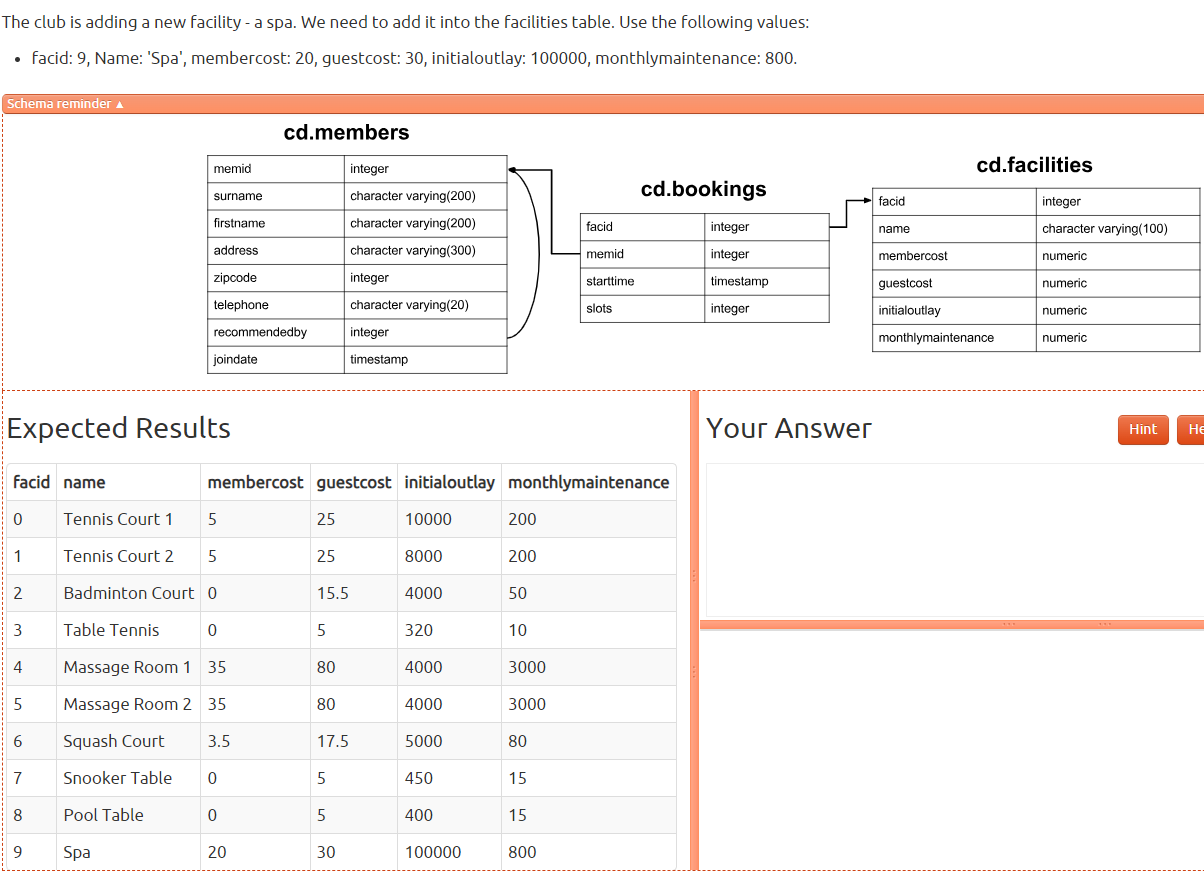 The club is adding a new facility - a spa. We need to add it into the facilities table. Use the following values:
• facid: 9, Name: 'Spa', membercost: 20, guestcost: 30, initialoutlay: 100000, monthlymaintenance: 800.
Schema reminder ▲
cd.members
memid integer
surname character varying(200)
firstname character varying(200)
address character varying(300)
zipcode integer
telephone character varying(20)
recommendedby integer
joindate timestamp
cd.bookings
facid integer
memid integer
starttime timestamp
slots integer
cd.facilities
facid integer
name character varying(100)
membercost numeric
guestcost numeric
initialoutlay numeric
monthlymaintenance numeric
Expected Results
facid name membercost guestcost initialoutlay monthlymaintenance
0 Tennis Court 1 5 25 10000 200
1 Tennis Court 2 5 25 8000 200
2 Badminton Court 0 15.5 4000 50
3 Table Tennis 0 5 320 10
4 Massage Room 1 35 80 4000 3000
5 Massage Room 2 35 80 4000 3000
6 Squash Court 3.5 17.5 5000 80
7 Snooker Table 0 5 450 15
8 Pool Table 0 5 400 15
9 Spa 20 30 100000 800
Your Answer
Hint